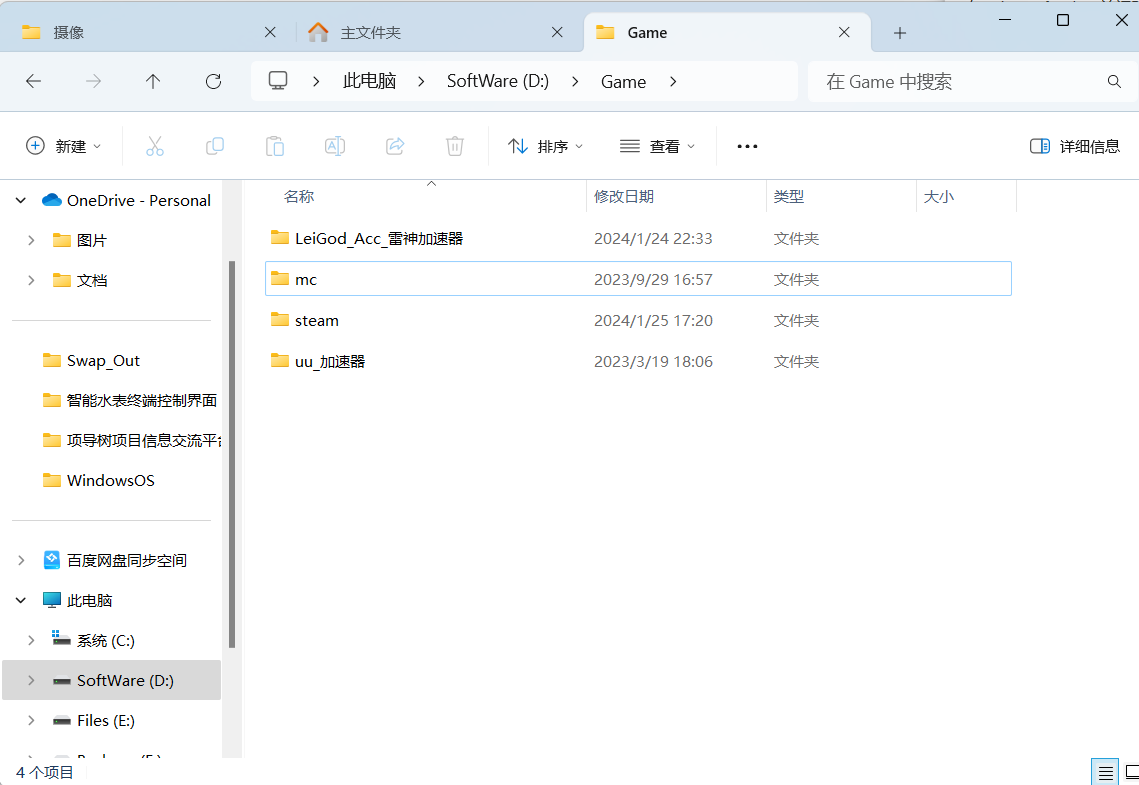 摄像
主文件夹
Game
此电脑 SoftWare (D:) Game
在 Game 中搜索
新建
排序
查看
详细信息
OneDrive - Personal
图片
文档
Swap_Out
智能水表终端控制界面
项导树项目信息交流平台
WindowsOS
百度网盘同步空间
此电脑
系统 (C:)
SoftWare (D:)
Files (E:)
名称 修改日期 类型 大小
LeiGod_Acc_雷神加速器 2024/1/24 22:33 文件夹
mc 2023/9/29 16:57 文件夹
steam 2024/1/25 17:20 文件夹
uu_加速器 2023/3/19 18:06 文件夹
4 个项目